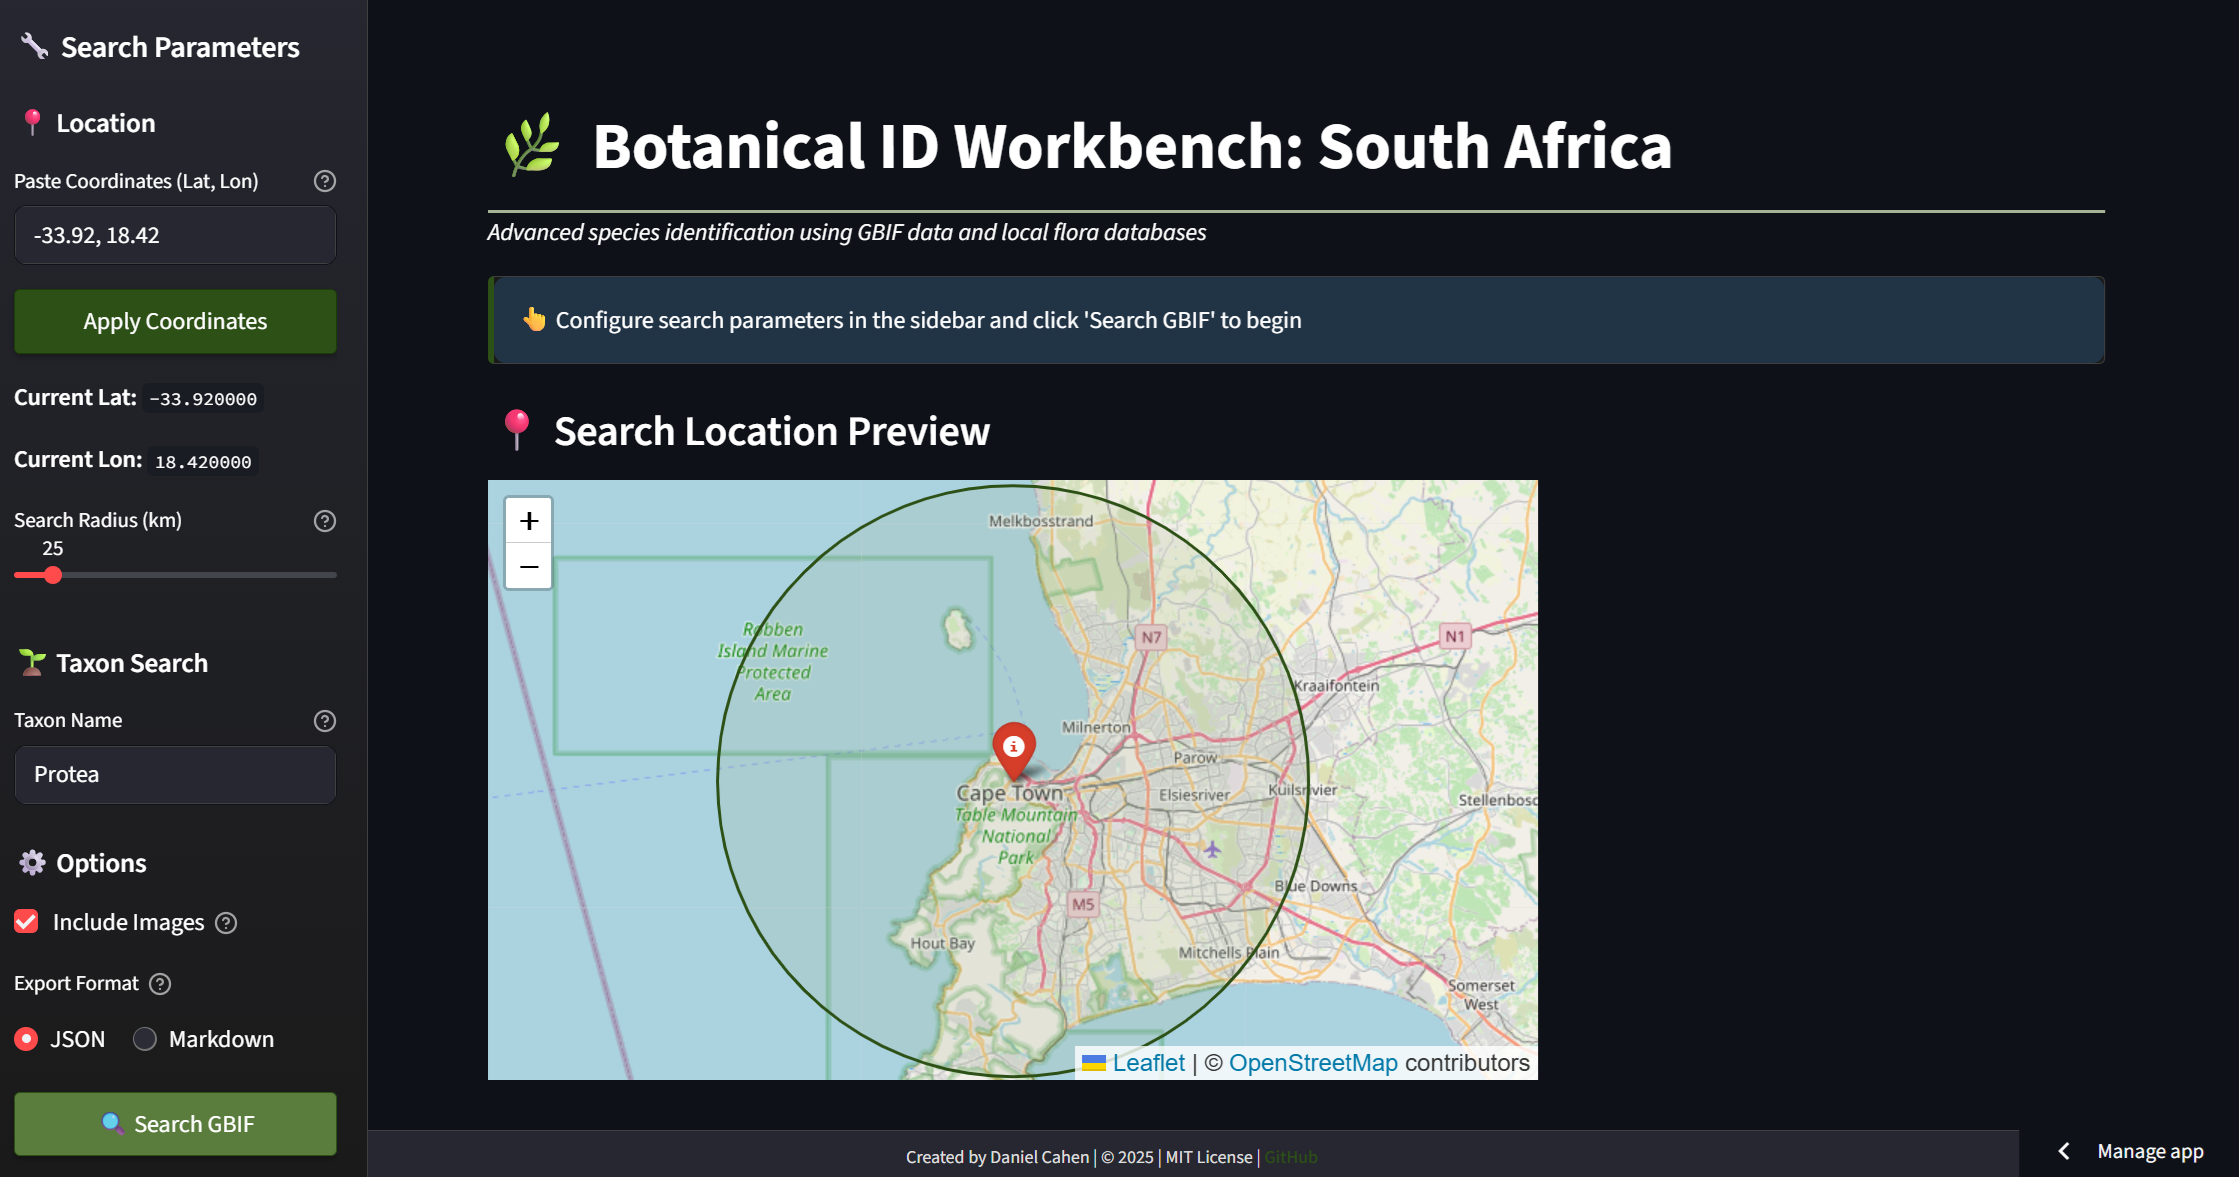 Search Parameters
Location
Paste Coordinates (Lat, Lon)
-33.92, 18.42
Apply Coordinates
Current Lat: -33.920000
Current Lon: 18.420000
Search Radius (km)
25
Taxon Search
Taxon Name
Protea
Options
Include Images
Export Format
JSON Markdown
Search GBIF
Botanical ID Workbench: South Africa
Advanced species identification using GBIF data and local flora databases
Configure search parameters in the sidebar and click 'Search GBIF' to begin
Search Location Preview
+
−
Melkbosstrand
Robben
Island Marine
Protected
Area
N7
N1
Kraaifontein
Milnerton
Parow
Cape Town
Elsiesriver
Kuilsrivier
Stellenbosc
Table Mountain
National
Park
Blue Downs
M5
Hout Bay
Mitchells Plain
Somerset
West
Leaflet | © OpenStreetMap contributors
Created by Daniel Cahen | © 2025 | MIT License | GitHub
Manage app